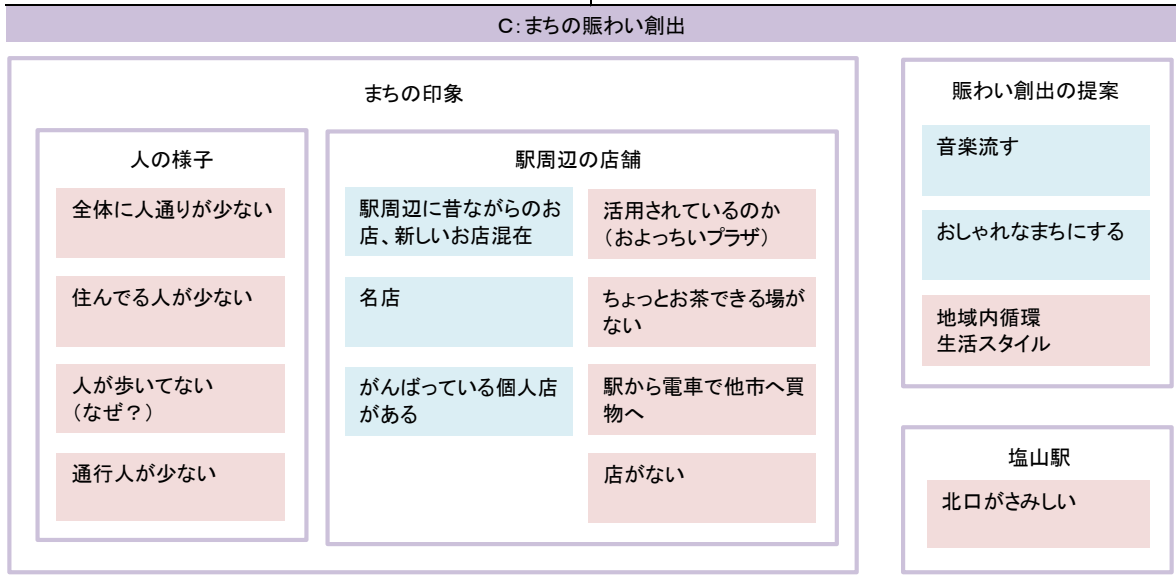 C:まちの賑わい創出
まちの印象
人の様子
全体に人通りが少ない
住んでる人が少ない
人が歩いてない
(なぜ?)
通行人が少ない
駅周辺の店舗
駅周辺に昔ながらのお
店、新しいお店混在
名店
がんばっている個人店
がある
活用されているのか
(およっちいプラザ)
ちょっとお茶できる場が
ない
駅から電車で他市へ買
物へ
店がない
賑わい創出の提案
音楽流す
おしゃれなまちにする
地域内循環
生活スタイル
塩山駅
北口がさみしい